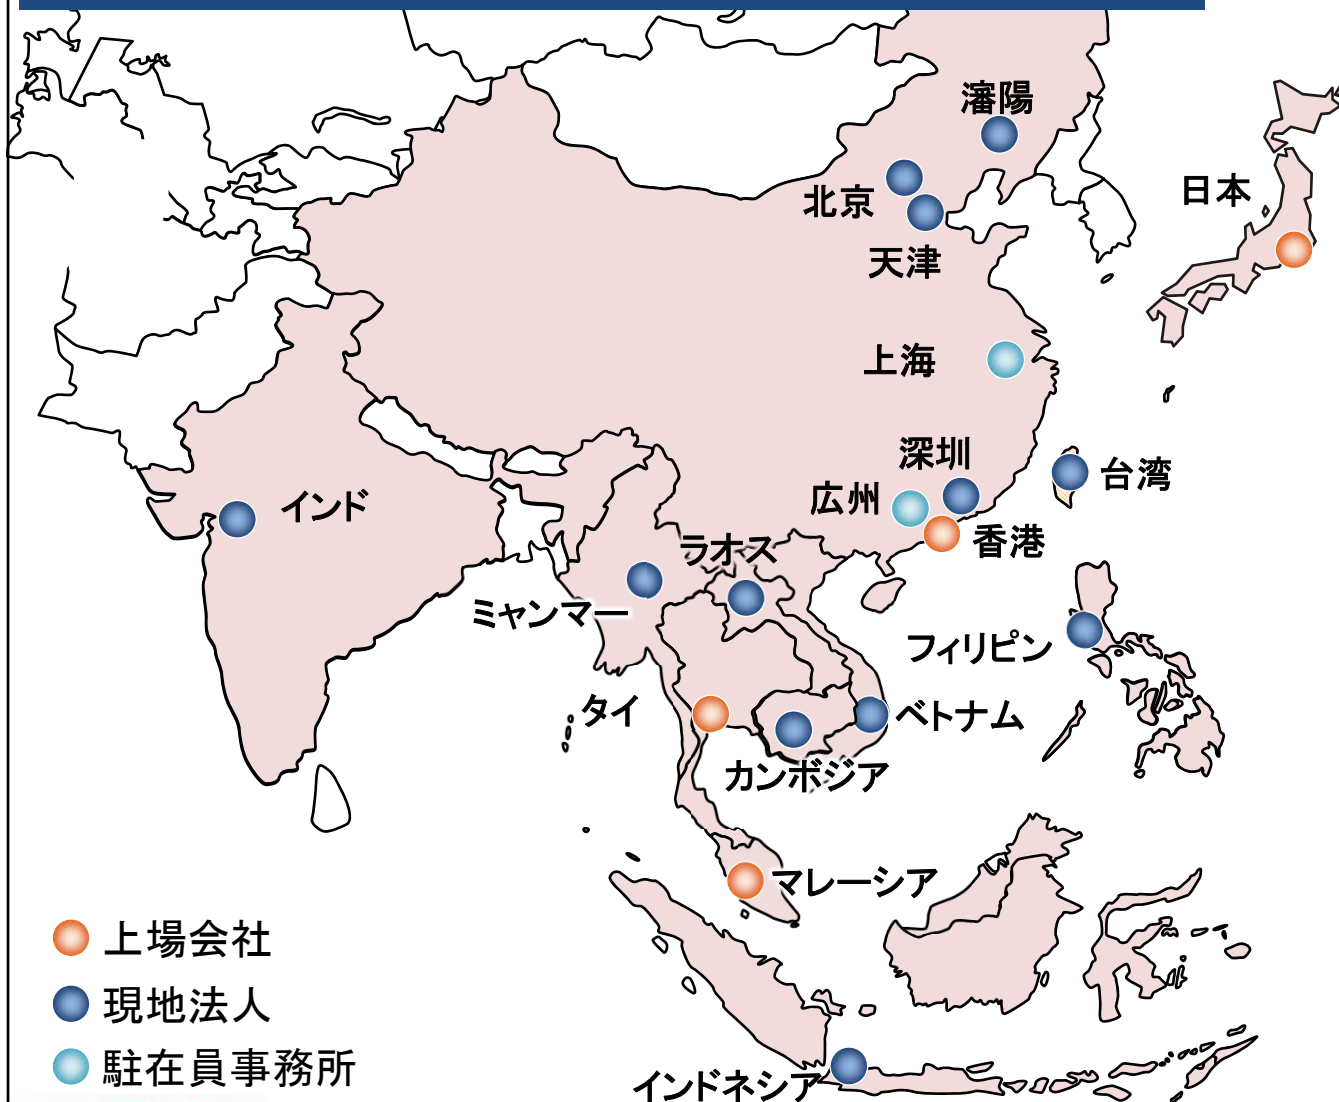 瀋陽
日本
北京
天津
上海
深圳
台湾
広州
インド
香港
ラオス
ミャンマー
フィリピン
タイ
ベトナム
カンボジア
マレーシア
上場会社
現地法人
駐在員事務所
インドネシア